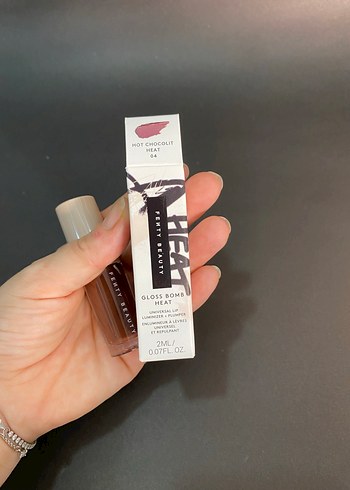 HOT CHOCOLIT
HEAT
04
HEAT
FENTY BEAUTY
GLOSS BOMB
HEAT
UNIVERSAL LIP
LUMINIZER + PLUMPER
ENLUMINEUR À LÈVRES
UNIVERSEL
ET REPULPANT
2ML/
0.07FL. OZ.
FENTY BEAUTY